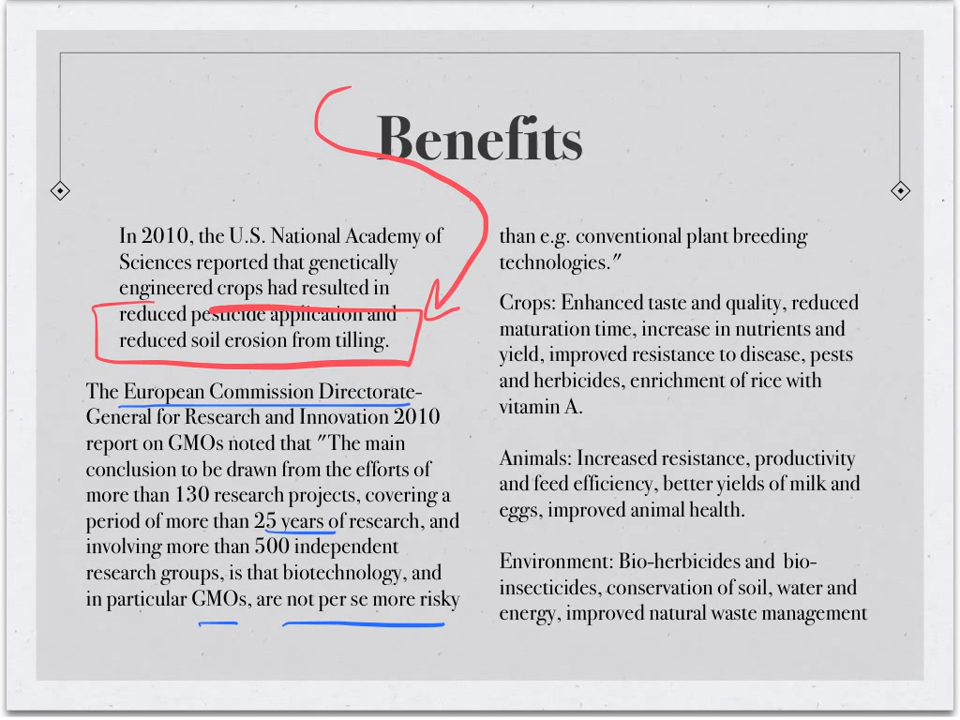 Benefits
In 2010, the U.S. National Academy of
Sciences reported that genetically
engineered crops had resulted in
reduced pesticide application and
reduced soil erosion from tilling.
The European Commission Directorate-
General for Research and Innovation 2010
report on GMOs noted that "The main
conclusion to be drawn from the efforts of
more than 130 research projects, covering a
period of more than 25 years of research, and
involving more than 500 independent
research groups, is that biotechnology, and
in particular GMOs, are not per se more risky
than e.g. conventional plant breeding
technologies."
Crops: Enhanced taste and quality, reduced
maturation time, increase in nutrients and
yield, improved resistance to disease, pests
and herbicides, enrichment of rice with
vitamin A.
Animals: Increased resistance, productivity
and feed efficiency, better yields of milk and
eggs, improved animal health.
Environment: Bio-herbicides and bio-
insecticides, conservation of soil, water and
energy, improved natural waste management